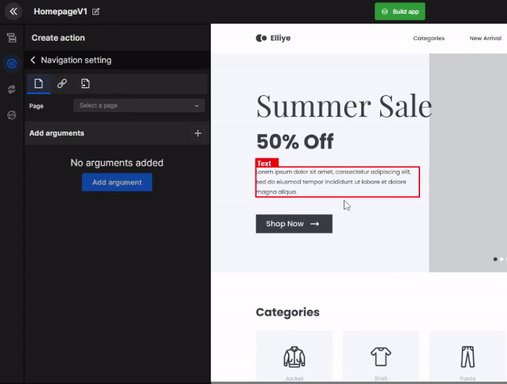 HomepageV1
Build app
Create action
Navigation setting
Page
Select a page
Add arguments
No arguments added
Add argument
Elliye
Categories
New Arrival
Summer Sale
50% Off
Text
Lorem ipsum dolor sit amet, consectetur adipiscing elit,
sed do eiusmod tempor incididunt ut labore et dolore
magna aliqua.
Shop Now
Categories
Jacket
Shirt
Pants